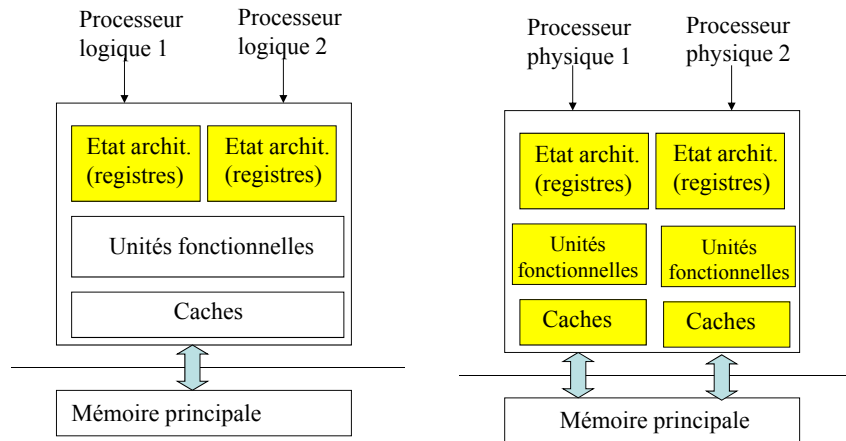 Processeur
logique 1
Processeur
logique 2
Etat archit.
(registres)
Etat archit.
(registres)
Unités fonctionnelles
Caches
Mémoire principale
Processeur
physique 1
Processeur
physique 2
Etat archit.
(registres)
Etat archit.
(registres)
Unités
fonctionnelles
Unités
fonctionnelles
Caches
Caches
Mémoire principale